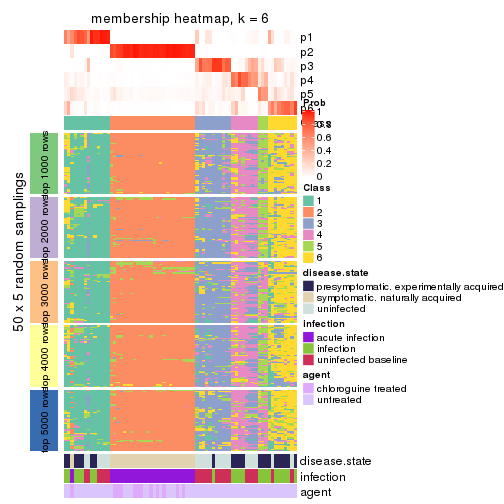 membership heatmap, k = 6
p1
p2
p3
p4
p5
p6
Prob
1
0.8
0.6
0.4
0.2
0
Class
1
2
3
4
5
6
disease.state
presymptomatic. experimentally acquired
symptomatic. naturally acquired
uninfected
infection
acute infection
infection
uninfected baseline
agent
chloroguine treated
untreated
50 x 5 random samplings
top 1000 rows
top 2000 rows
top 3000 rows
top 4000 rows
top 5000 rows
disease.state
infection
agent